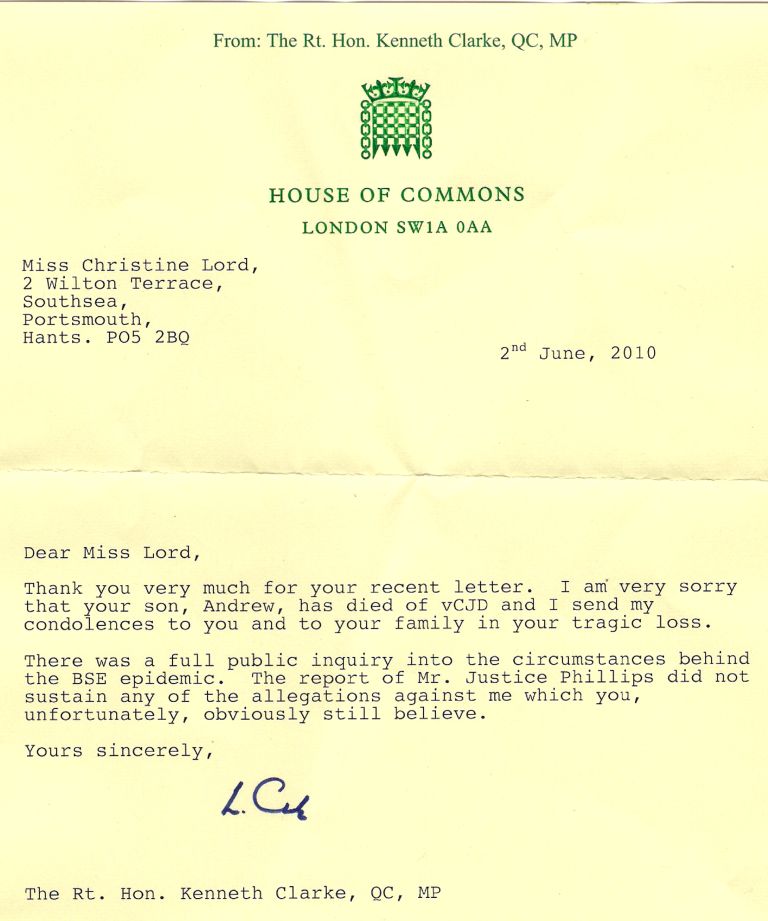 From: The Rt. Hon. Kenneth Clarke, QC, MP
HOUSE OF COMMONS
LONDON SW1A 0AA
Miss Christine Lord,
2 Wilton Terrace,
Southsea,
Portsmouth,
Hants. PO5 2BQ
2nd June, 2010
Dear Miss Lord,
Thank you very much for your recent letter. I am very sorry
that your son, Andrew, has died of vCJD and I send my
condolences to you and to your family in your tragic loss.
There was a full public inquiry into the circumstances behind
the BSE epidemic. The report of Mr. Justice Phillips did not
sustain any of the allegations against me which you,
unfortunately, obviously still believe.
Yours sincerely,
The Rt. Hon. Kenneth Clarke, QC, MP